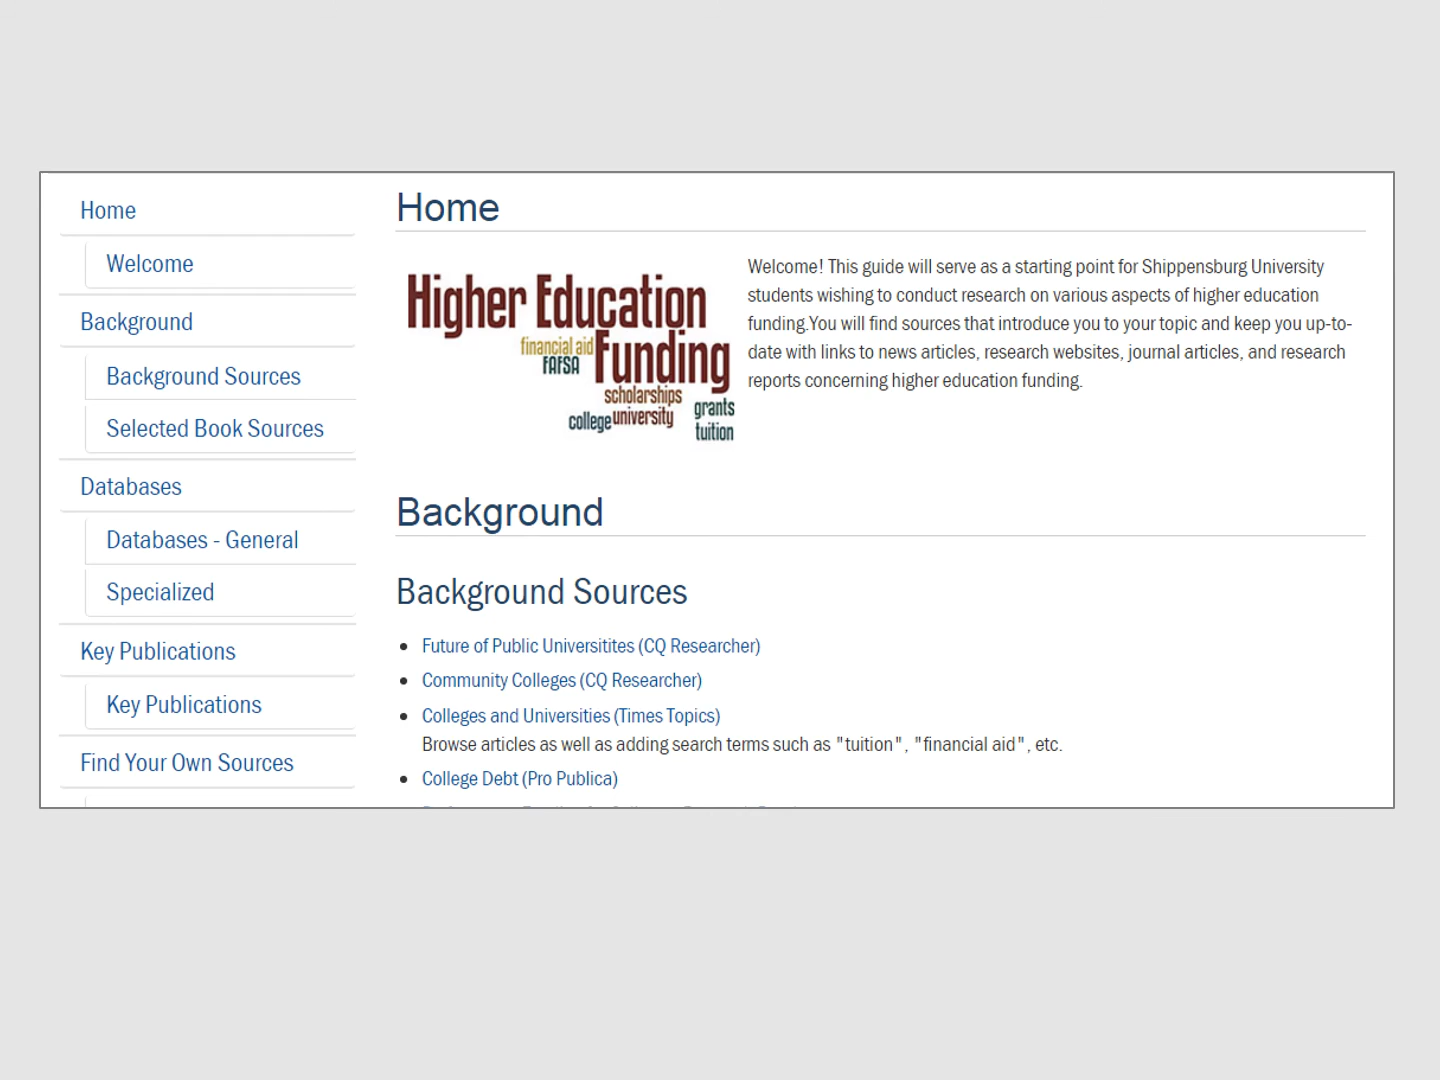 Home
Welcome
Background
Background Sources
Selected Book Sources
Databases
Databases - General
Specialized
Key Publications
Key Publications
Find Your Own Sources
Home
Higher Education
financial aid
FAFSA
Funding
scholarships
college university
grants
tuition
Welcome! This guide will serve as a starting point for Shippensburg University
students wishing to conduct research on various aspects of higher education
funding.You will find sources that introduce you to your topic and keep you up-to-
date with links to news articles, research websites, journal articles, and research
reports concerning higher education funding.
Background
Background Sources
Future of Public Universitites (CQ Researcher)
Community Colleges (CQ Researcher)
Colleges and Universities (Times Topics)
Browse articles as well as adding search terms such as "tuition", "financial aid", etc.
College Debt (Pro Publica)